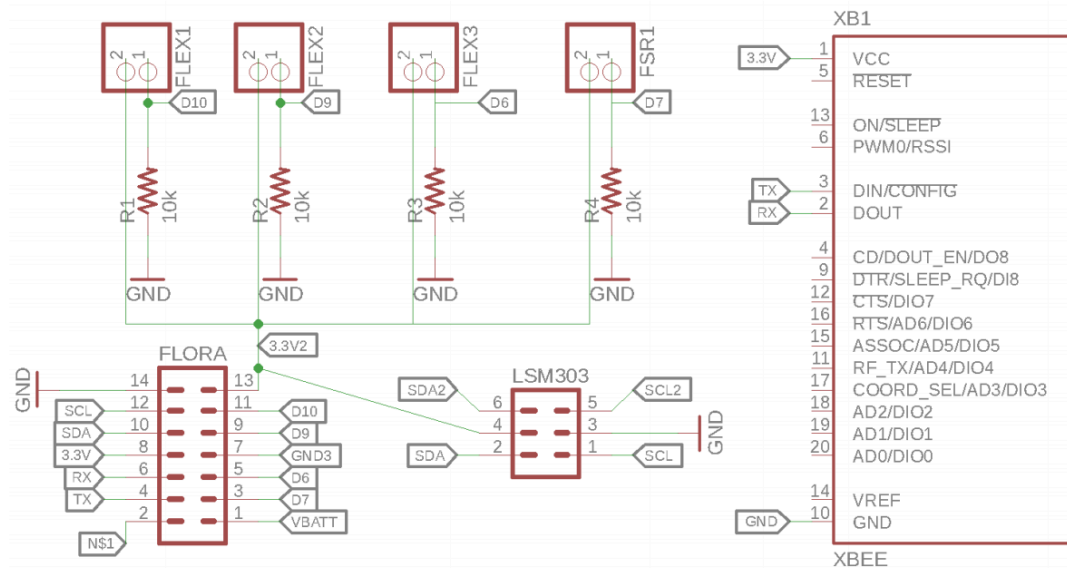 XB1
2
1
FLEX1
2
1
FLEX2
2
1
FLEX3
2
1
FSR1
D10
D9
D6
D7
R1
10k
R2
10k
R3
10k
R4
10k
GND
GND
GND
GND
3.3V2
FLORA
GND
14
13
SCL
12
11
D10
SDA
10
9
D9
3.3V
8
7
GND3
RX
6
5
D6
TX
4
3
D7
N$1
2
1
VBATT
LSM303
SDA2
6
5
SCL2
4
3
GND
SDA
2
1
SCL
3.3V
1
VCC
5
RESET
13
ON/SLEEP
6
PWM0/RSSI
TX
3
DIN/CONFIG
RX
2
DOUT
4
CD/DOUT_EN/DO8
9
DTR/SLEEP_RQ/DI8
12
CTS/DIO7
16
RTS/AD6/DIO6
15
ASSOC/AD5/DIO5
11
RF_TX/AD4/DIO4
17
COORD_SEL/AD3/DIO3
18
AD2/DIO2
19
AD1/DIO1
20
AD0/DIO0
14
VREF
GND
10
GND
XBEE